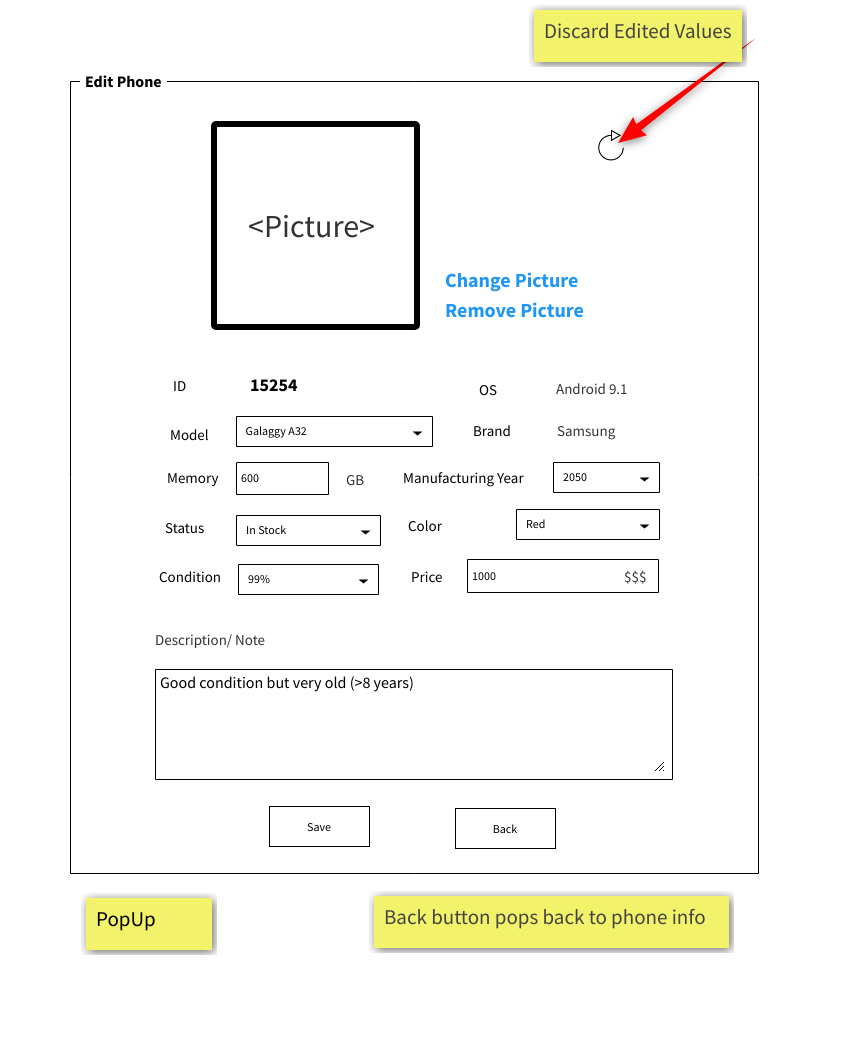 Discard Edited Values
Edit Phone
<Picture>
Change Picture
Remove Picture
ID 15254 OS Android 9.1
Model Galaggy A32 Brand Samsung
Memory 600 GB Manufacturing Year 2050
Status In Stock Color Red
Condition 99% Price 1000 $$$
Description/ Note
Good condition but very old (>8 years)
Save Back
PopUp Back button pops back to phone info